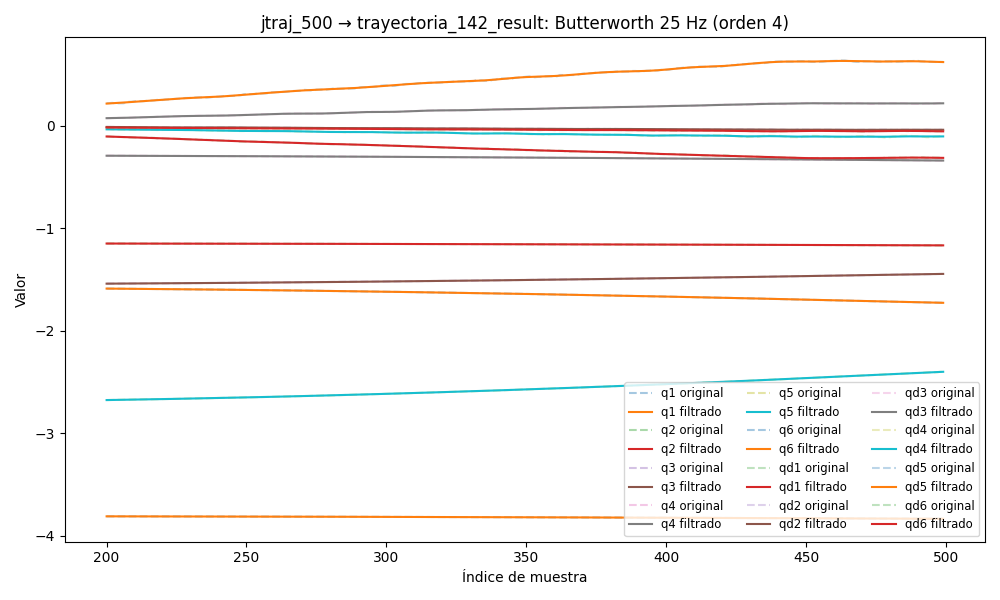 jtraj_500 → trayectoria_142_result: Butterworth 25 Hz (orden 4)
Valor
0
−1
−2
−3
−4
200
250
300
350
400
450
500
Índice de muestra
q1 original
q1 filtrado
q2 original
q2 filtrado
q3 original
q3 filtrado
q4 original
q4 filtrado
q5 original
q5 filtrado
q6 original
q6 filtrado
qd1 original
qd1 filtrado
qd2 original
qd2 filtrado
qd3 original
qd3 filtrado
qd4 original
qd4 filtrado
qd5 original
qd5 filtrado
qd6 original
qd6 filtrado